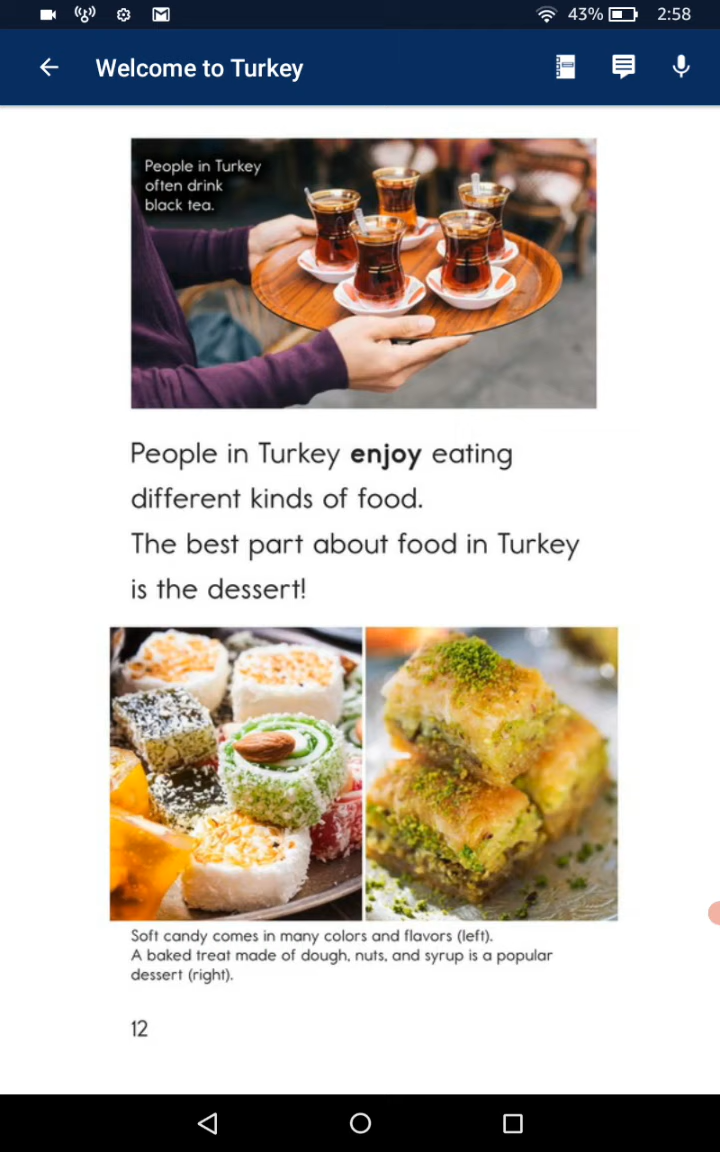 43% 2:58
Welcome to Turkey
People in Turkey
often drink
black tea.
People in Turkey enjoy eating
different kinds of food.
The best part about food in Turkey
is the dessert!
Soft candy comes in many colors and flavors (left).
A baked treat made of dough, nuts, and syrup is a popular
dessert (right).
12